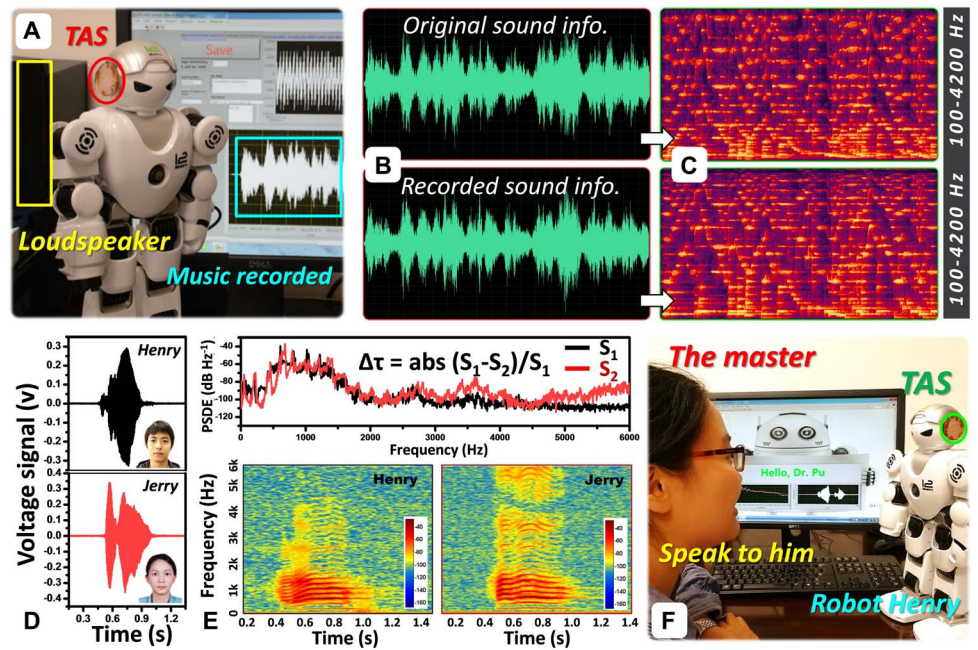 A
TAS
Save
Loudspeaker
Music recorded
DELL
Original sound info.
B
Recorded sound info.
C
100-4200 Hz
100-4200 Hz
Voltage signal (v)
0.3
0.2
0.1
0.0
-0.1
-0.2
-0.3
Henry
0.4
0.3
0.2
0.1
0.0
-0.1
-0.2
-0.3
-0.4
Jerry
0.3 0.6 0.9 1.2
Time (s)
D
PSDE (dB Hz⁻¹)
-40
-60
-80
-100
-120
Δτ = abs (S₁-S₂)/S₁
S₁
S₂
0 1000 2000 3000 4000 5000 6000
Frequency (Hz)
Frequency (Hz)
6k
5k
4k
3k
2k
1k
0
Henry
-40
-80
-120
-160
0.2 0.4 0.6 0.8 1.0 1.2 1.4
Time (s)
E
Jerry
-40
-80
-120
-160
0.2 0.4 0.6 0.8 1.0 1.2 1.4
Time (s)
The master
TAS
Hello, Dr. Pu
Speak to him
Robot Henry
F